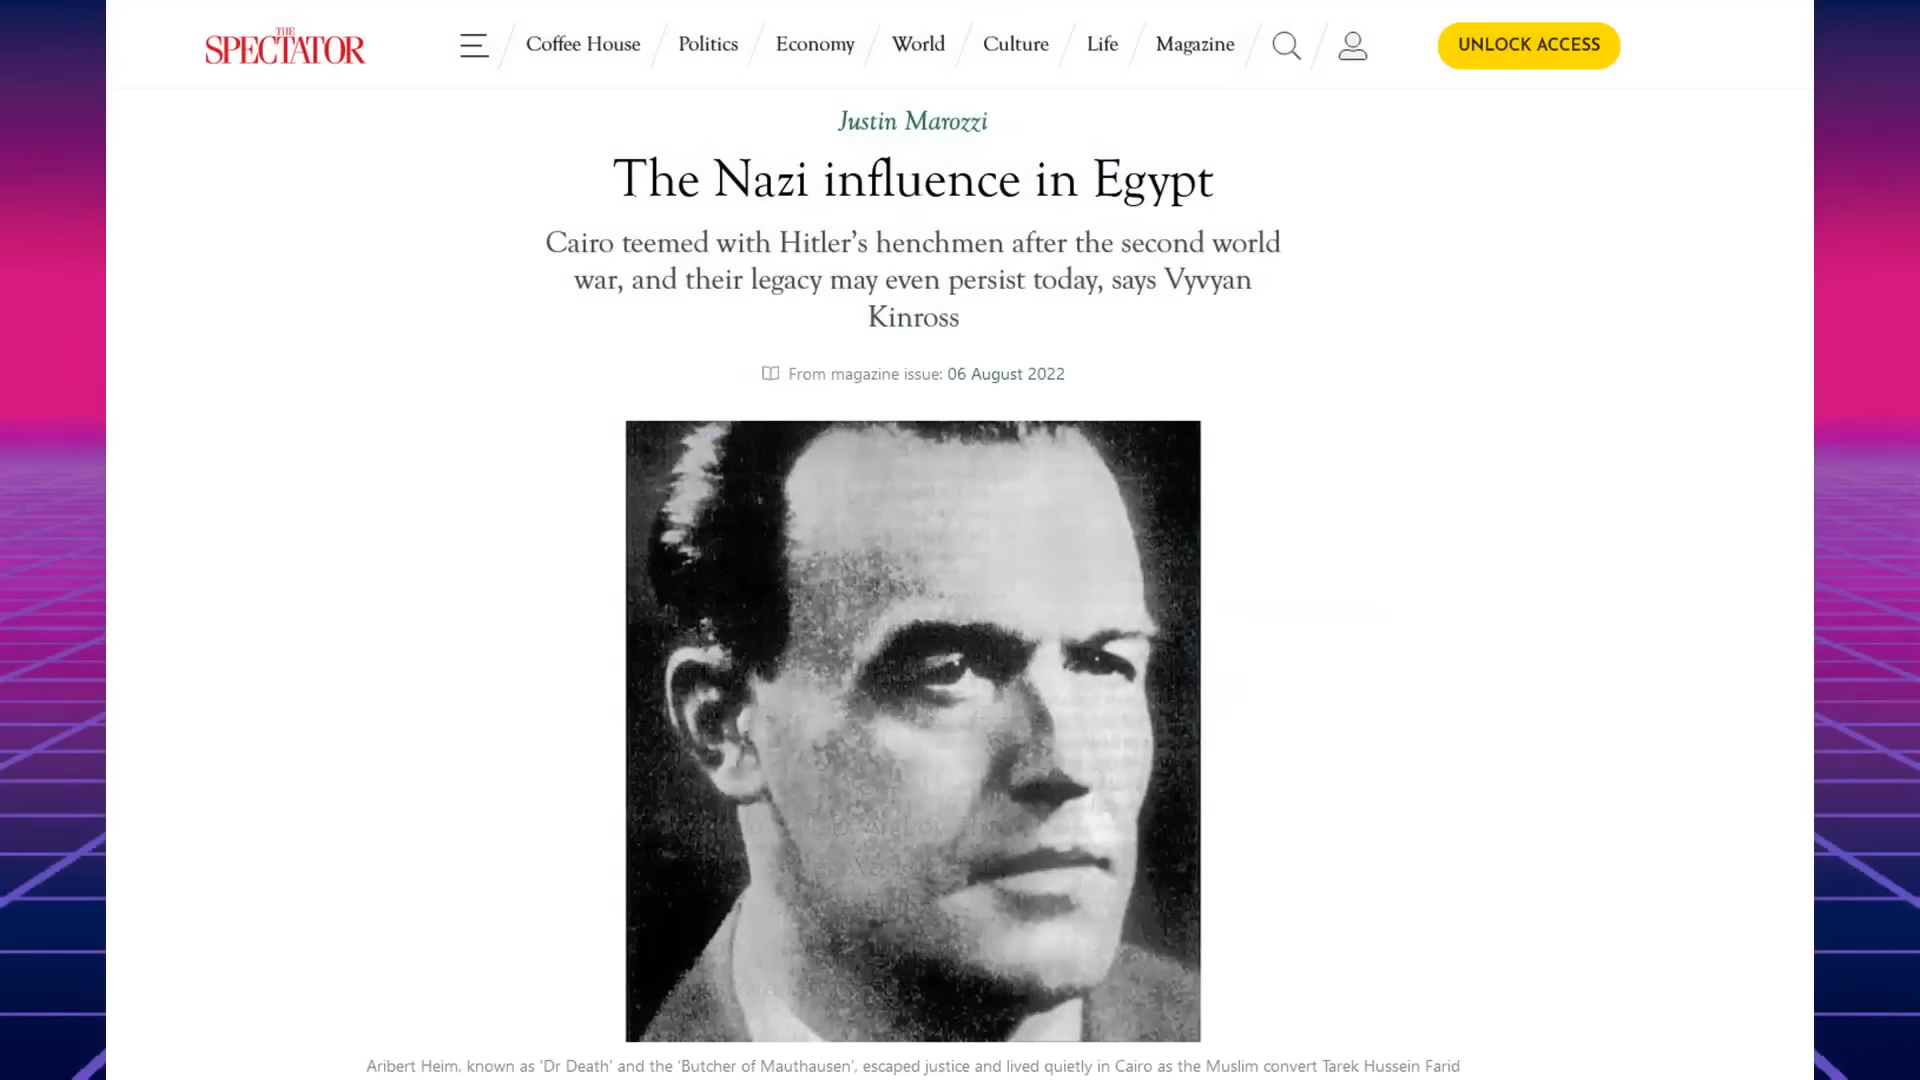 THE
SPECTATOR
Coffee House
Politics
Economy
World
Culture
Life
Magazine
UNLOCK ACCESS
Justin Marozzi
The Nazi influence in Egypt
Cairo teemed with Hitler’s henchmen after the second world
war, and their legacy may even persist today, says Vyvyan
Kinross
From magazine issue: 06 August 2022
Aribert Heim, known as ‘Dr Death’ and the ‘Butcher of Mauthausen’, escaped justice and lived quietly in Cairo as the Muslim convert Tarek Hussein Farid